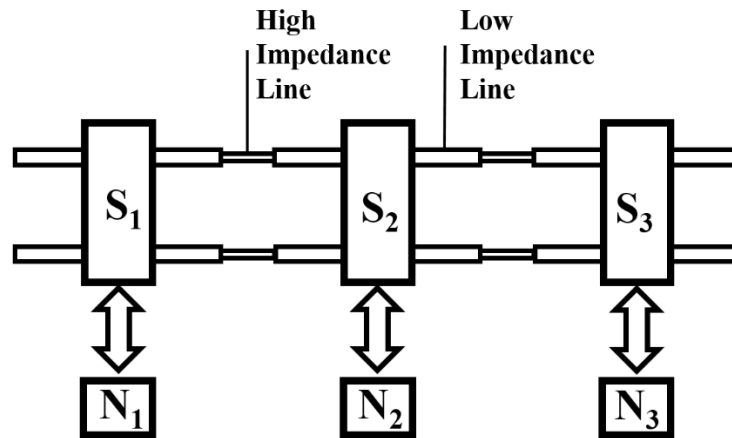 High
Impedance
Line
Low
Impedance
Line
S₁
S₂
S₃
N₁
N₂
N₃